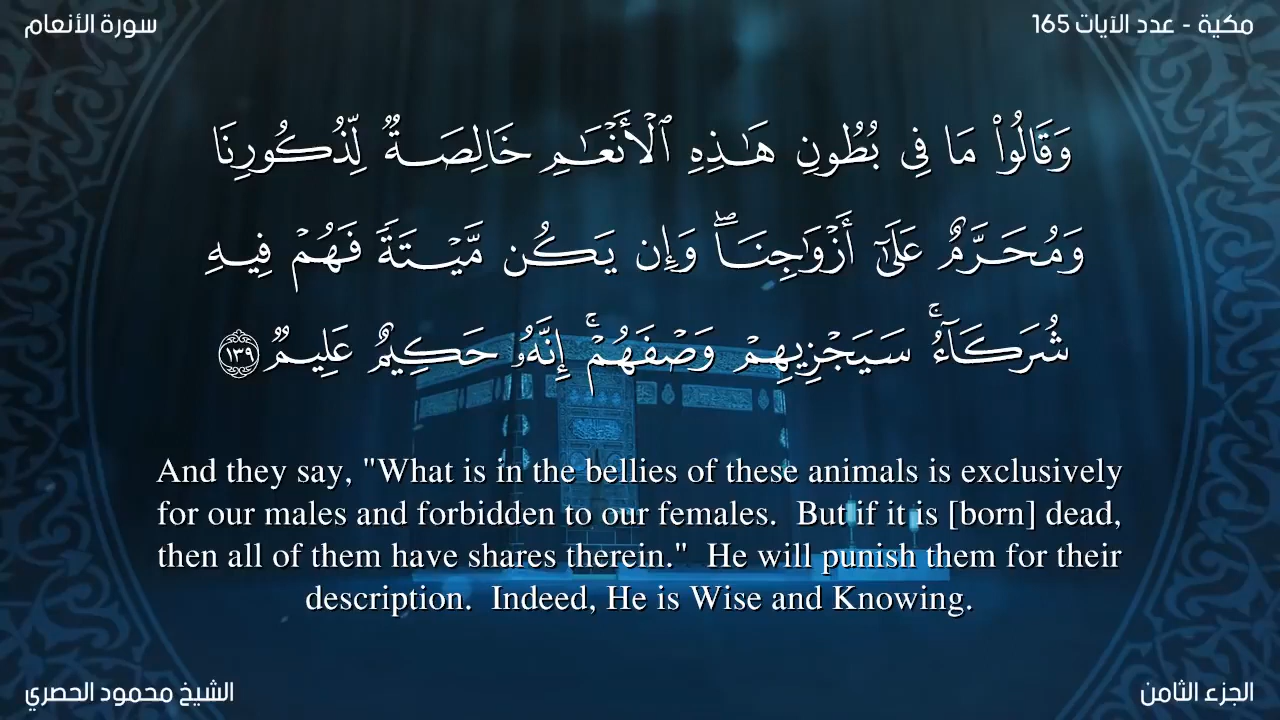 سورة الأنعام
مكية - عدد الآيات 165
وَقَالُوا۟ مَا فِى بُطُونِ هَـٰذِهِ ٱلْأَنْعَـٰمِ خَالِصَةٌ لِّذُكُورِنَا
وَمُحَرَّمٌ عَلَىٰٓ أَزْوَٰجِنَا ۖ وَإِن يَكُن مَّيْتَةً فَهُمْ فِيهِ
شُرَكَآءُ ۚ سَيَجْزِيهِمْ وَصْفَهُمْ ۚ إِنَّهُۥ حَكِيمٌ عَلِيمٌ ١٣٩
And they say, "What is in the bellies of these animals is exclusively
for our males and forbidden to our females.  But if it is [born] dead,
then all of them have shares therein."  He will punish them for their
description.  Indeed, He is Wise and Knowing.
الشيخ محمود الحصري
الجزء الثامن